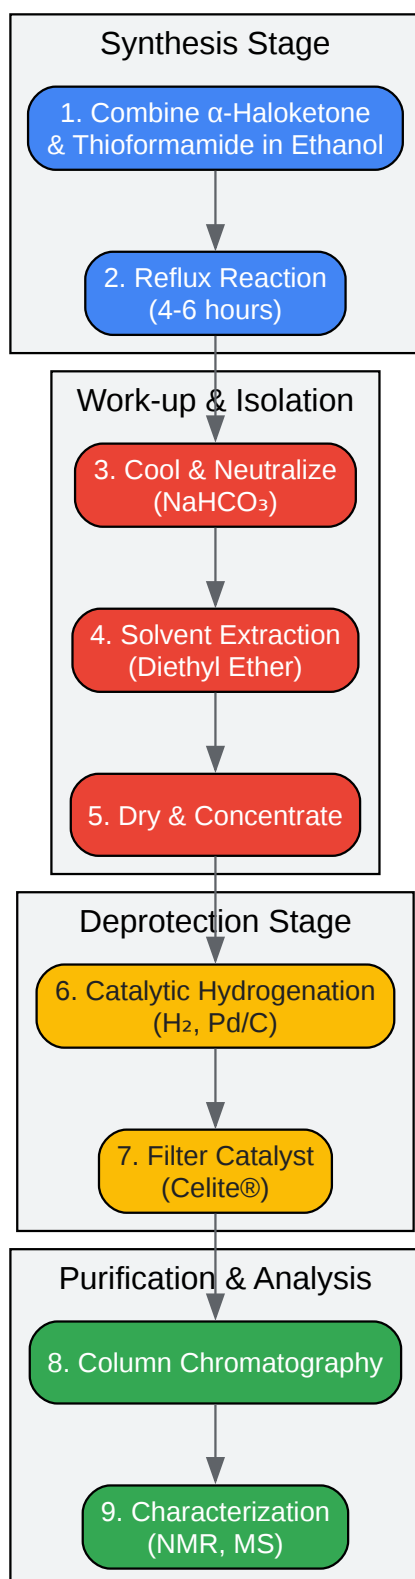 Synthesis Stage
1. Combine α-Haloketone
& Thioformamide in Ethanol
2. Reflux Reaction
(4-6 hours)
Work-up & Isolation
3. Cool & Neutralize
(NaHCO₃)
4. Solvent Extraction
(Diethyl Ether)
5. Dry & Concentrate
Deprotection Stage
6. Catalytic Hydrogenation
(H₂, Pd/C)
7. Filter Catalyst
(Celite®)
Purification & Analysis
8. Column Chromatography
9. Characterization
(NMR, MS)